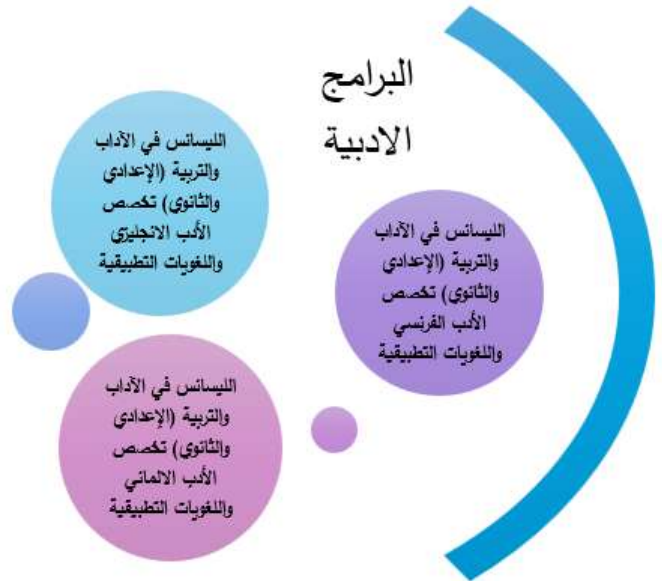 البرامج
الادبية
الليسانس في الآداب
والتربية (الإعدادي
والثانوي) تخصص
الأدب الفرنسي
واللغويات التطبيقية
الليسانس في الآداب
والتربية (الإعدادي
والثانوي) تخصص
الأدب الانجليزي
واللغويات التطبيقية
الليسانس في الآداب
والتربية (الإعدادي
والثانوي) تخصص
الأدب الالماني
واللغويات التطبيقية